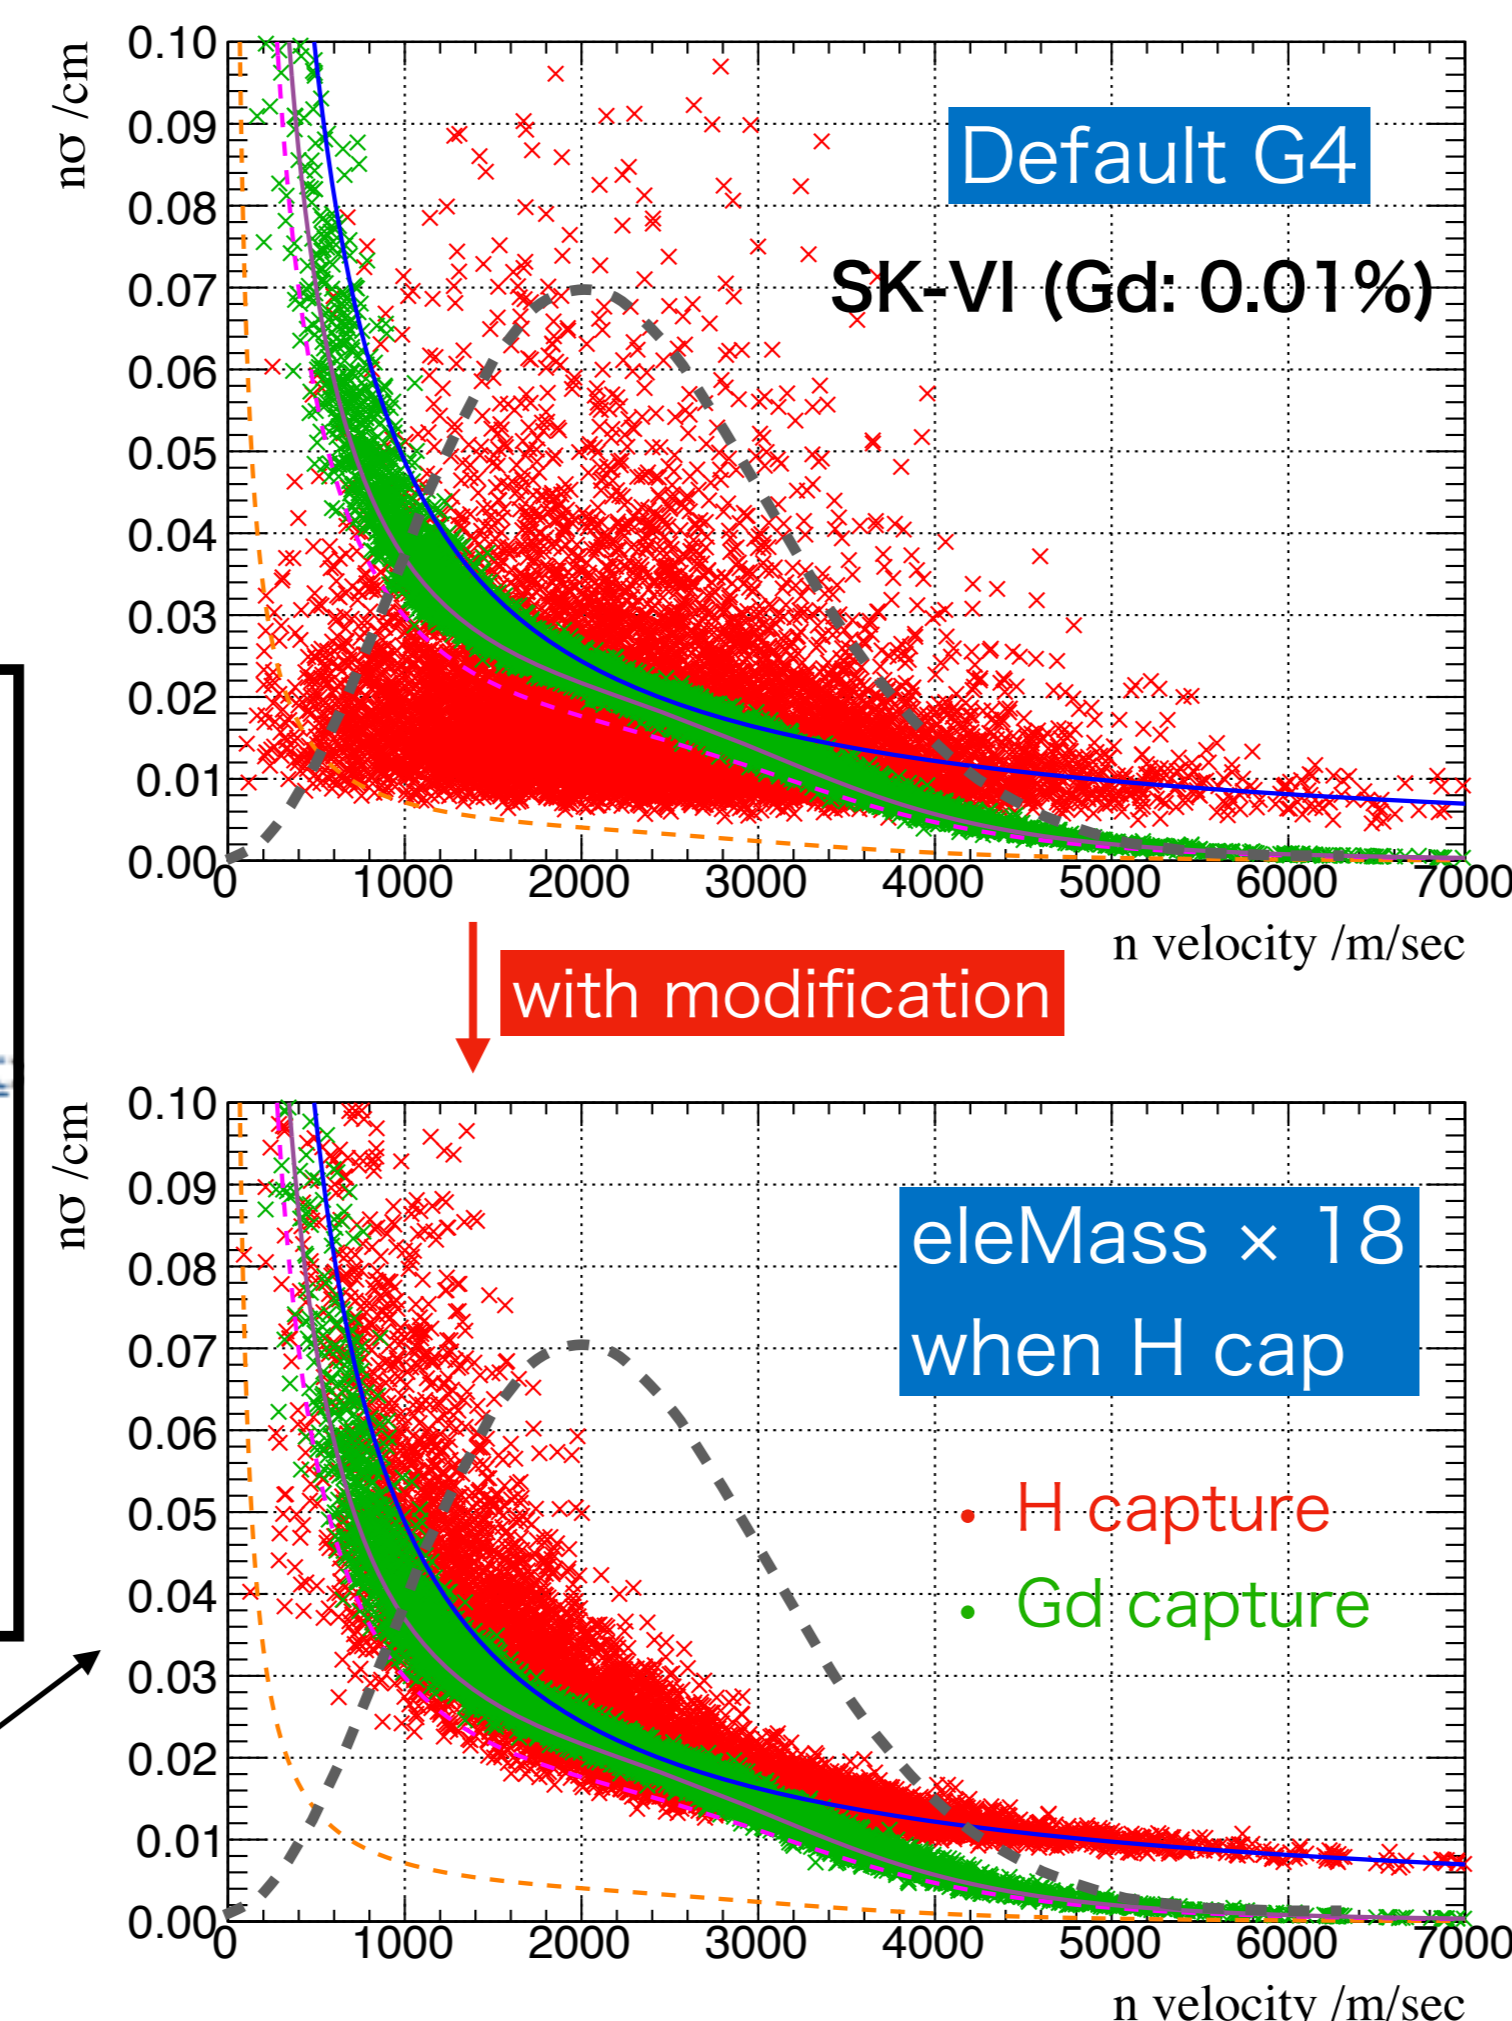 nσ /cm
0.10
0.09
0.08
0.07
0.06
0.05
0.04
0.03
0.02
0.01
0.00
Default G4
SK-VI (Gd: 0.01%)
0 1000 2000 3000 4000 5000 6000 7000
n velocity /m/sec
with modification
nσ /cm
0.10
0.09
0.08
0.07
0.06
0.05
0.04
0.03
0.02
0.01
0.00
eleMass × 18
when H cap
• H capture
• Gd capture
0 1000 2000 3000 4000 5000 6000 7000
n velocity /m/sec